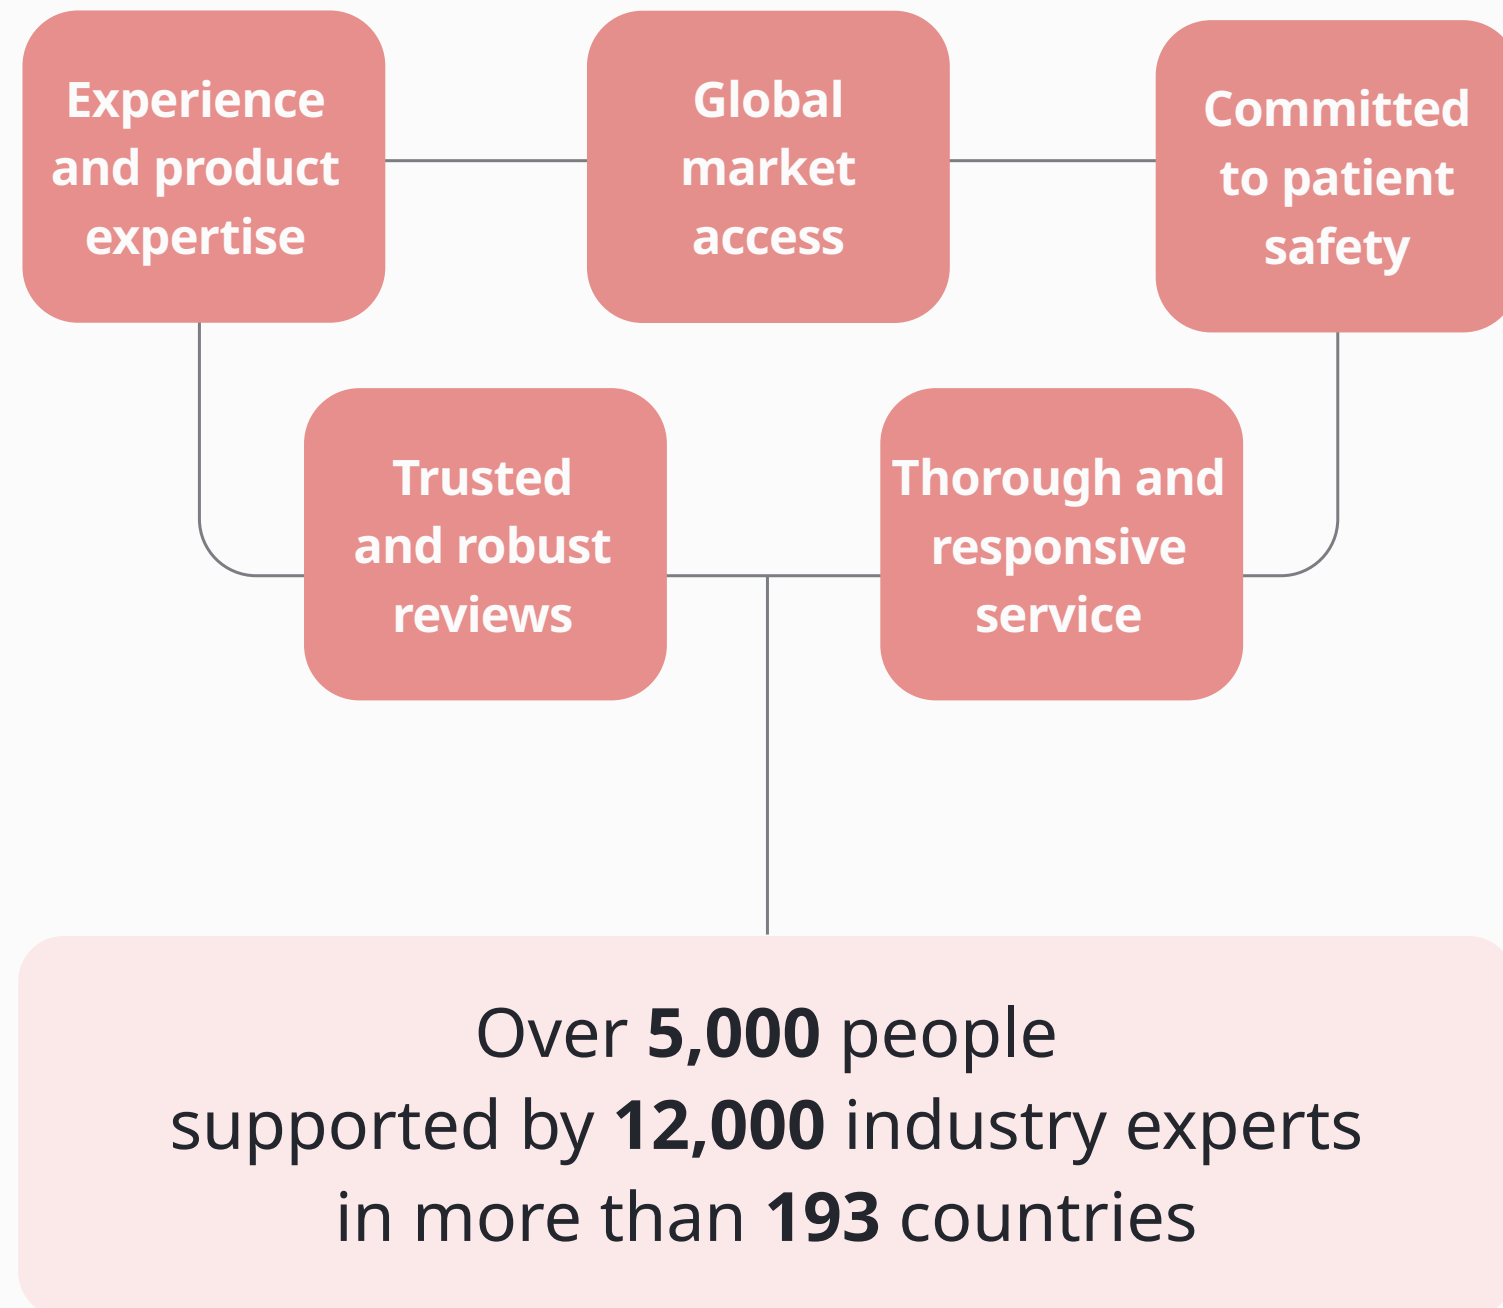 Experience
and product
expertise
Global
market
access
Committed
to patient
safety
Trusted
and robust
reviews
Thorough and
responsive
service
Over 5,000 people
supported by 12,000 industry experts
in more than 193 countries